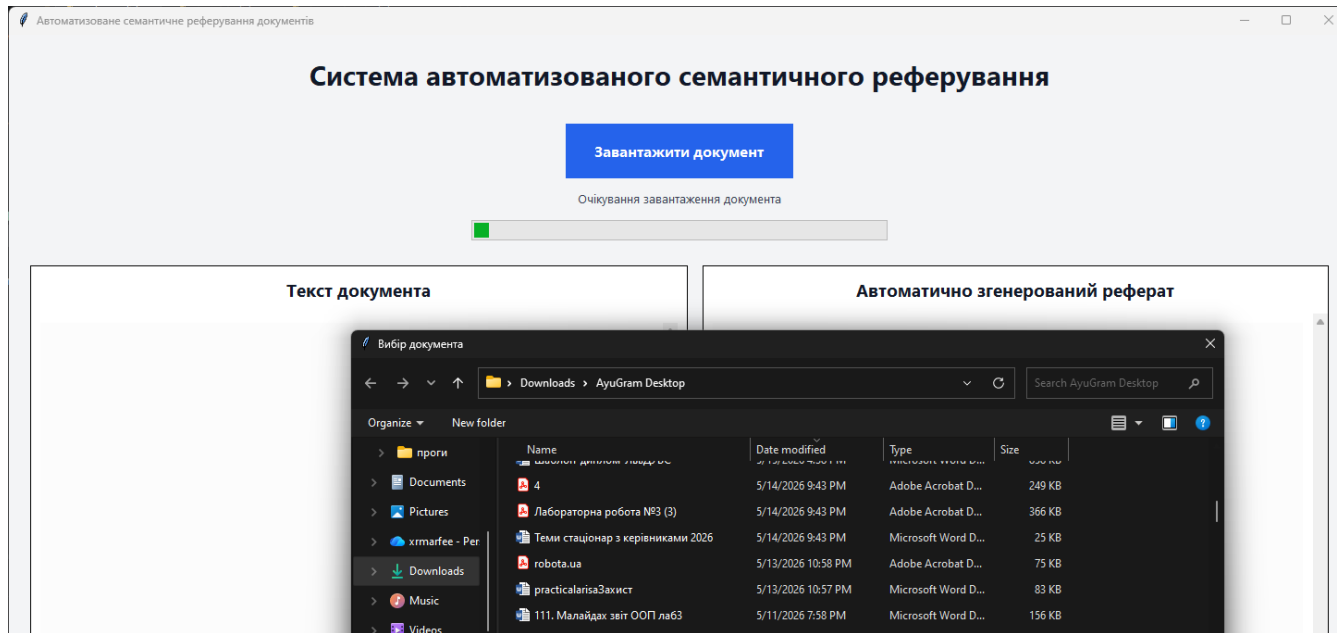 Автоматизоване семантичне реферування документів
Система автоматизованого семантичного реферування
Завантажити документ
Очікування завантаження документа
Текст документа
Автоматично згенерований реферат
Вибір документа
Downloads › AyuGram Desktop
Search AyuGram Desktop
Organize
New folder
Name Date modified Type Size
проги
Documents
Pictures
xrmarfee - Per
Downloads
Music
Videos
4 5/14/2026 9:43 PM Adobe Acrobat D... 249 KB
Лабораторна робота №3 (3) 5/14/2026 9:43 PM Adobe Acrobat D... 366 KB
Теми стаціонар з керівниками 2026 5/14/2026 9:43 PM Microsoft Word D... 25 KB
robota.ua 5/13/2026 10:58 PM Adobe Acrobat D... 75 KB
practicalarisaЗахист 5/13/2026 10:57 PM Microsoft Word D... 83 KB
111. Малайдах звіт ООП лаб3 5/11/2026 7:58 PM Microsoft Word D... 156 KB